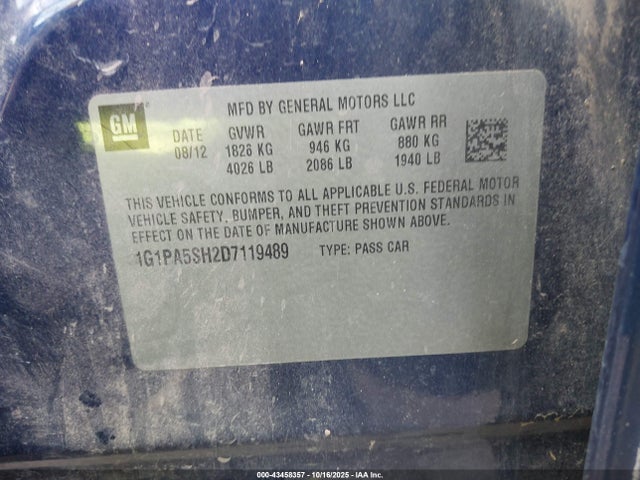 GM
MFD BY GENERAL MOTORS LLC
DATE GVWR GAWR FRT GAWR RR
08/12 1826 KG 946 KG 880 KG
4026 LB 2086 LB 1940 LB
THIS VEHICLE CONFORMS TO ALL APPLICABLE U.S. FEDERAL MOTOR
VEHICLE SAFETY, BUMPER, AND THEFT PREVENTION STANDARDS IN
EFFECT ON THE DATE OF MANUFACTURE SHOWN ABOVE.
1G1PA5SH2D7119489 TYPE: PASS CAR
000-43458357 - 10/16/2025 - IAA Inc.